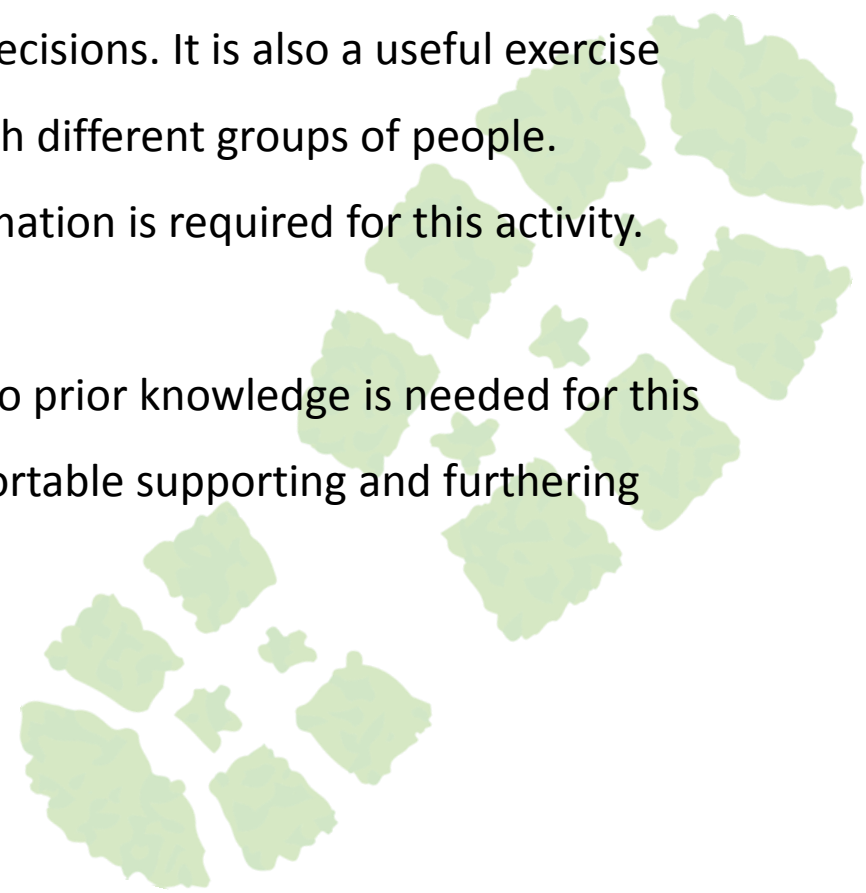 ecisions. It is also a useful exercise
h different groups of people.
nation is required for this activity.
o prior knowledge is needed for this
ortable supporting and furthering